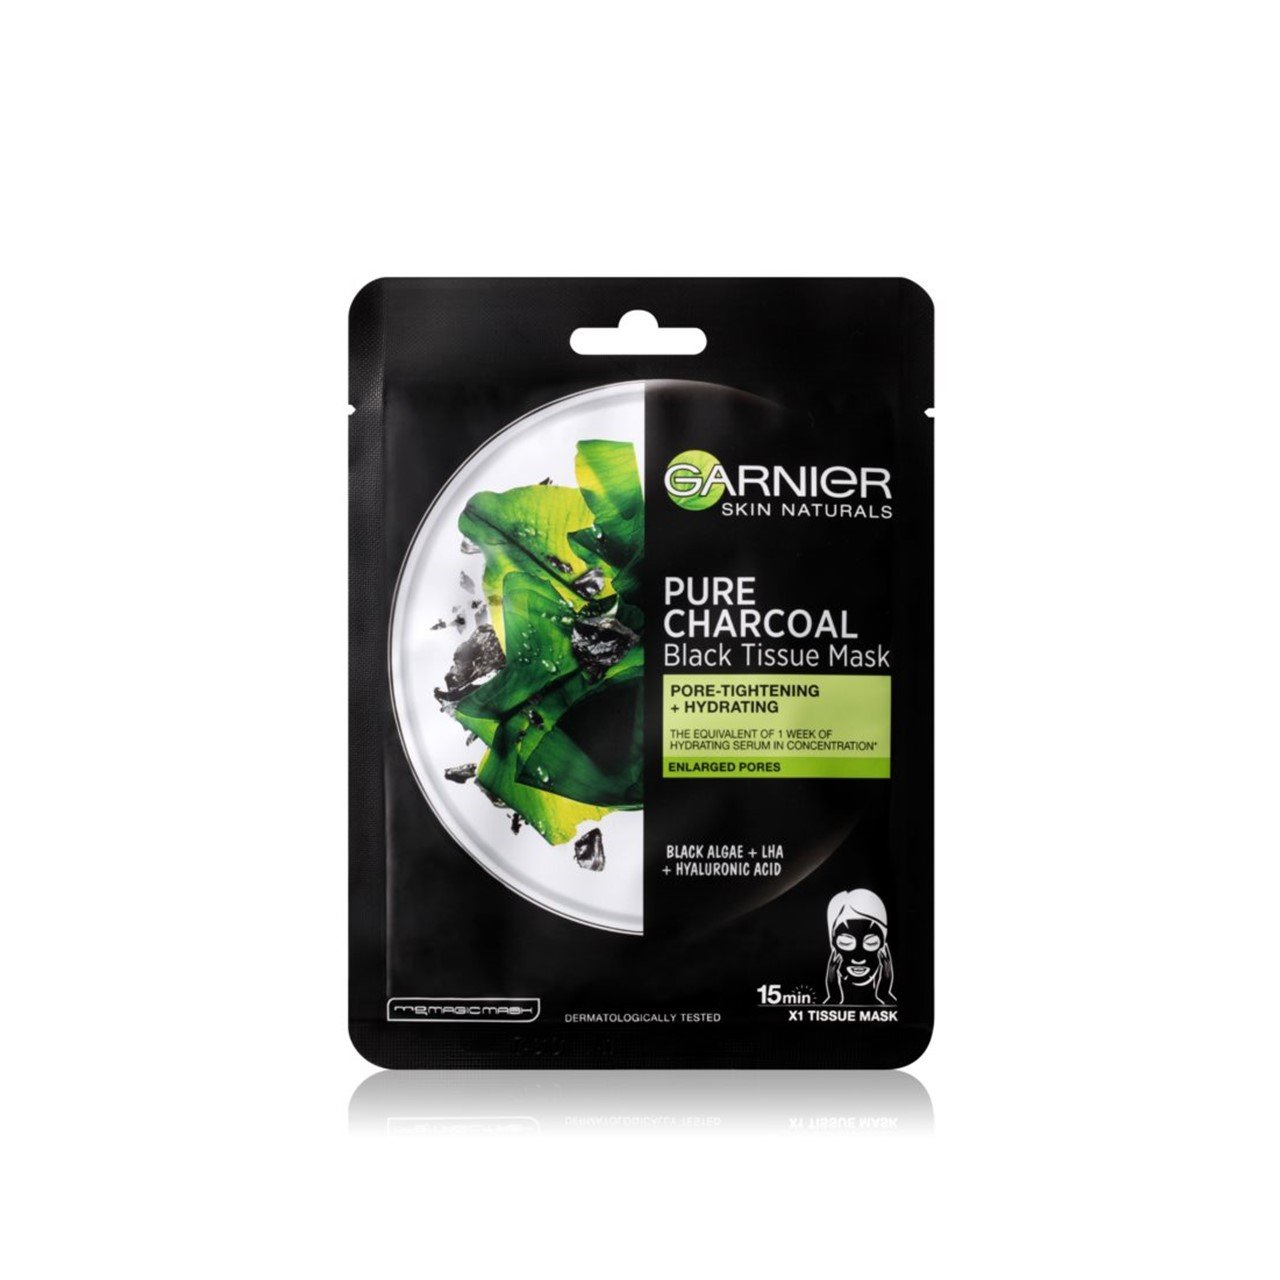 GARNIER
SKIN NATURALS
PURE
CHARCOAL
Black Tissue Mask
PORE-TIGHTENING
+ HYDRATING
THE EQUIVALENT OF 1 WEEK OF
HYDRATING SERUM IN CONCENTRATION*
ENLARGED PORES
BLACK ALGAE + LHA
+ HYALURONIC ACID
15min
X1 TISSUE MASK
DERMATOLOGICALLY TESTED